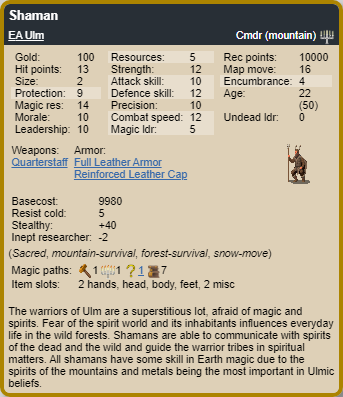 Shaman
EA Ulm Cmdr (mountain)
Gold: 100 Resources: 5 Rec points: 10000
Hit points: 13 Strength: 12 Map move: 16
Size: 2 Attack skill: 10 Encumbrance: 4
Protection: 9 Defence skill: 12 Age: 22
Magic res: 14 Precision: 10 (50)
Morale: 10 Combat speed: 12 Undead ldr: 0
Leadership: 10 Magic ldr: 5
Weapons: Armor:
Quarterstaff Full Leather Armor
Reinforced Leather Cap
Basecost: 9980
Resist cold: 5
Stealthy: +40
Inept researcher: -2
(Sacred, mountain-survival, forest-survival, snow-move)
Magic paths: 1 1 ? 1 7
Item slots: 2 hands, head, body, feet, 2 misc
The warriors of Ulm are a superstitious lot, afraid of magic and
spirits. Fear of the spirit world and its inhabitants influences everyday
life in the wild forests. Shamans are able to communicate with spirits
of the dead and the wild and guide the warrior tribes in spiritual
matters. All shamans have some skill in Earth magic due to the
spirits of the mountains and metals being the most important in Ulmic
beliefs.